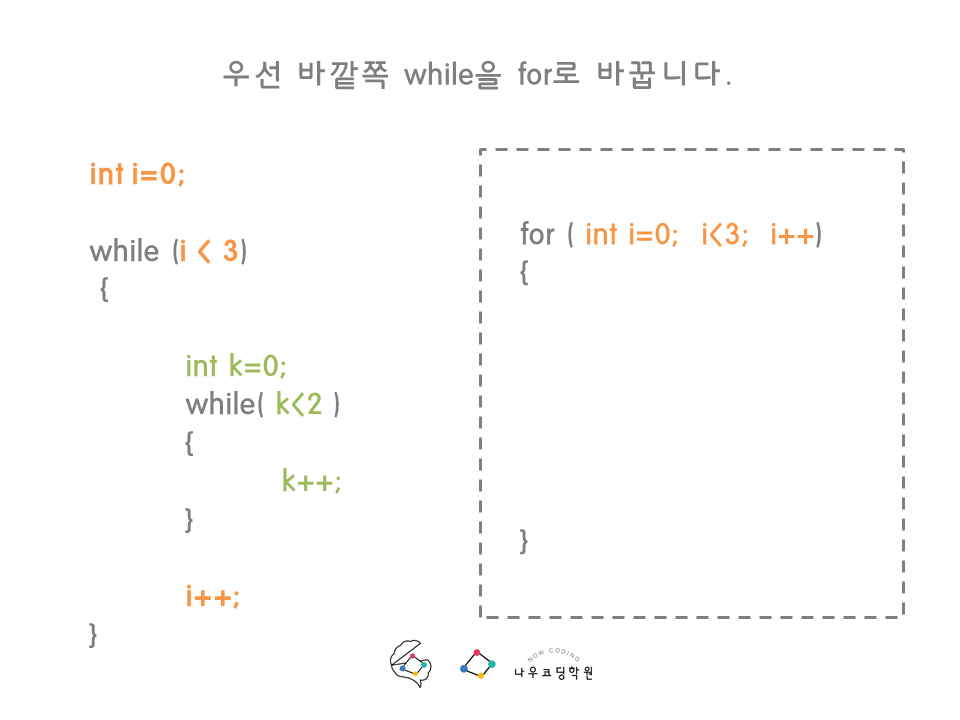 우선 바깥쪽 while을 for로 바꿉니다.
int i=0;
while (i < 3)
{
int k=0;
while( k<2 )
{
k++;
}
i++;
}
for ( int i=0; i<3; i++)
{
}
NOW CODING
나우코딩학원